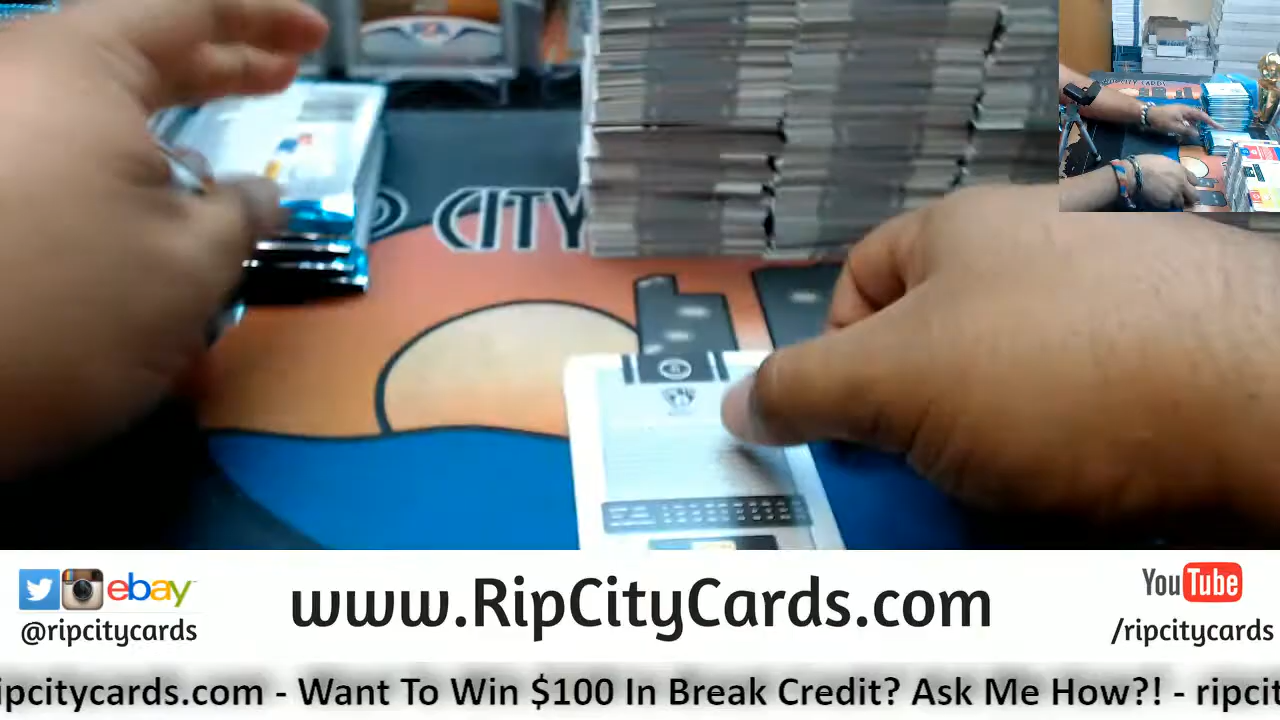 CITY
www.RipCityCards.com
ebay
@ripcitycards
YouTube
/ripcitycards
ipcitycards.com - Want To Win $100 In Break Credit? Ask Me How?! - ripcit